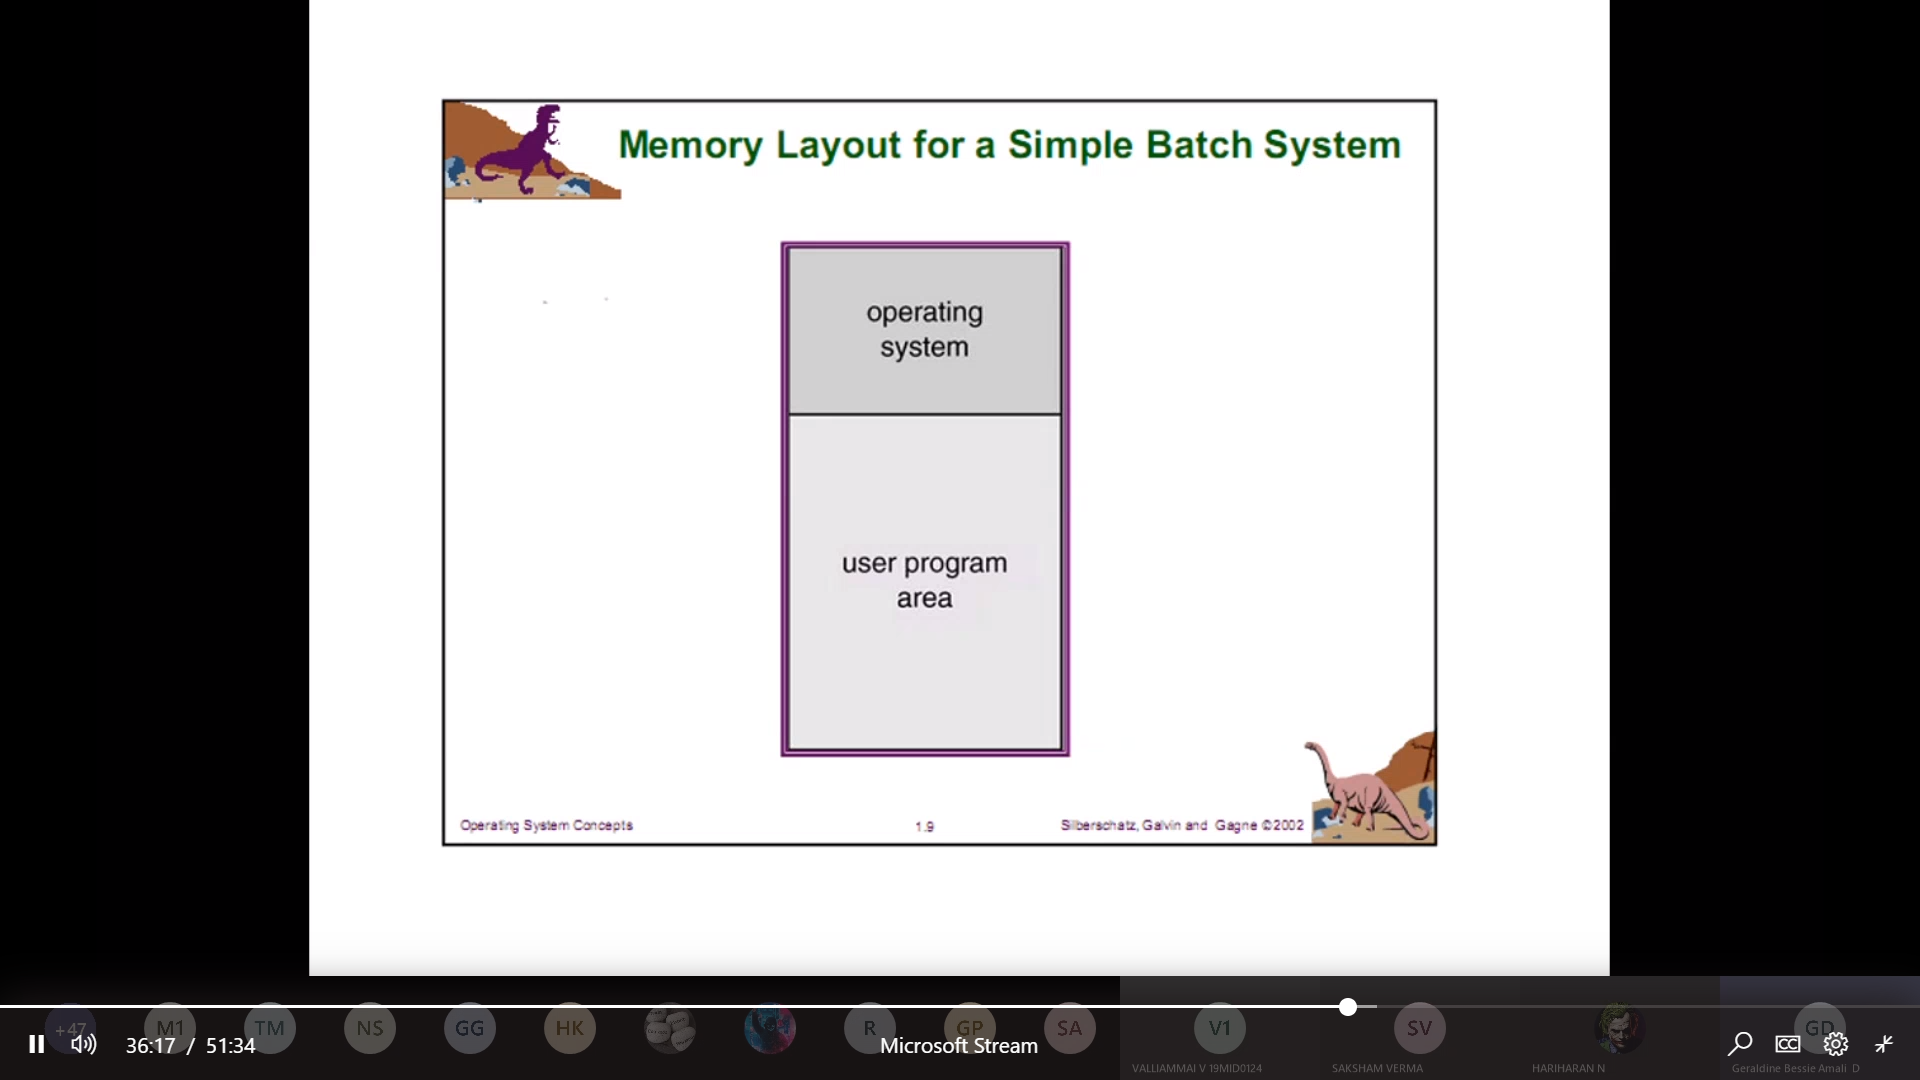 Memory Layout for a Simple Batch System
operating
system
user program
area
Operating System Concepts
1.9
Silberschatz, Galvin and Gagne ©2002
+47
M1
TM
NS
GG
HK
R
GP
SA
V1
SV
GD
36:17 / 51:34
Microsoft Stream
CC
VALLIAMMAI V 19MID0124
SAKSHAM VERMA
HARIHARAN N
Geraldine Bessie Amali D